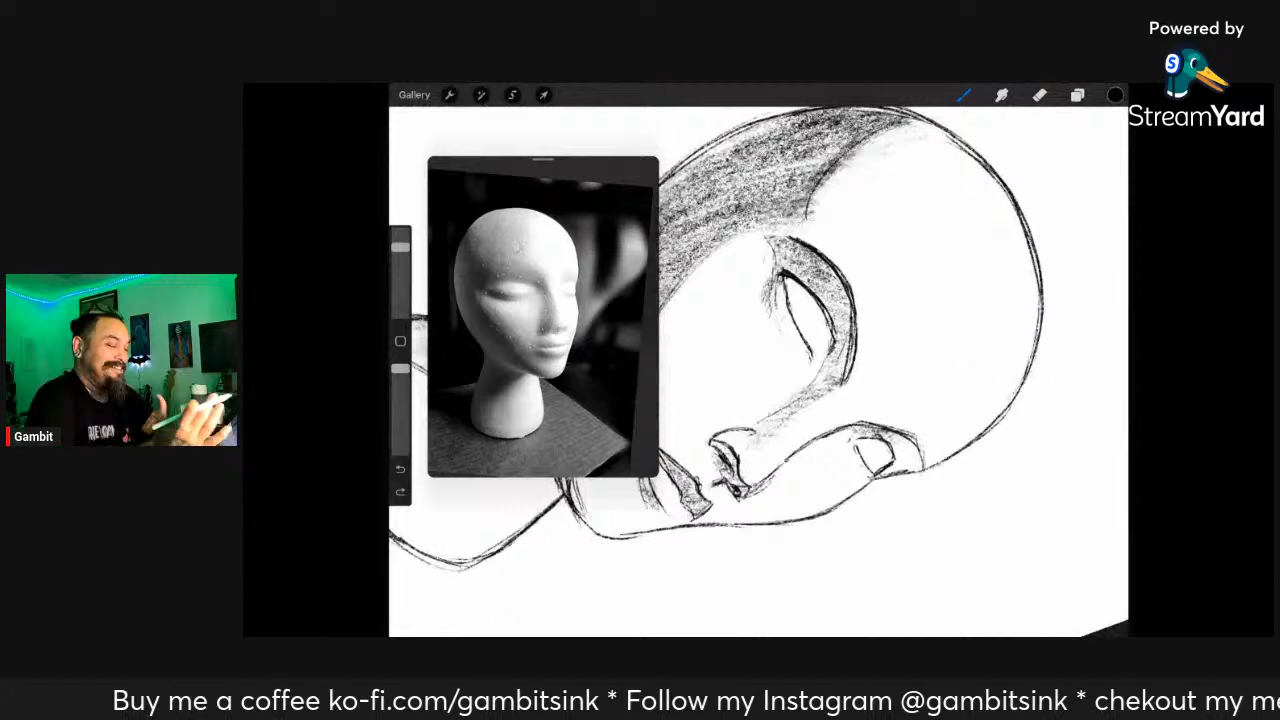 Powered by
StreamYard
Gallery
Gambit
Buy me a coffee ko-fi.com/gambitsink * Follow my Instagram @gambitsink * chekout my